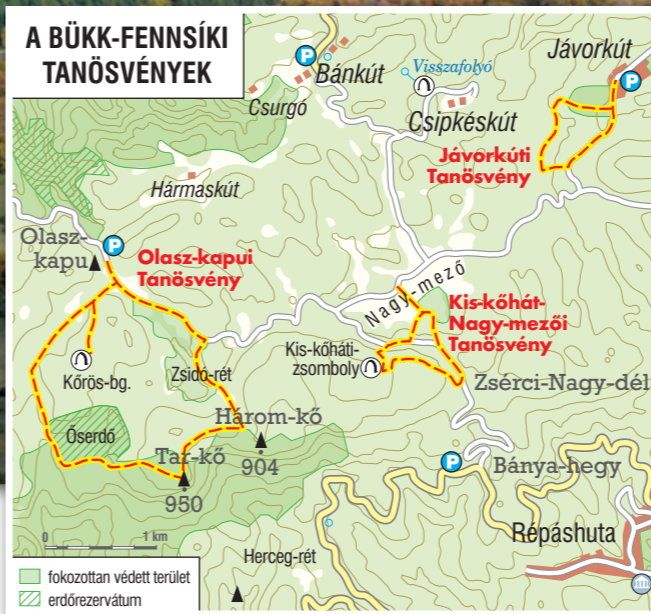 A BÜKK-FENNSÍKI
TANÖSVÉNYEK
P
Bánkút
Visszafolyó
Jávorkút
P
Csurgó
Csipkéskút
Jávorkúti
Tanösvény
Hármaskút
Olasz-
kapu
P
Olasz-kapui
Tanösvény
Nagy-mező
Kis-kőhát-
Nagy-mezői
Tanösvény
Kis-kőháti-
zsomboly
Zsérci-Nagy-dél
Kőrös-bg.
Zsidó-rét
Őserdő
Három-kő
904
Tar-kő
950
P
Bánya-hegy
Répáshuta
0 1 km
Herceg-rét
fokozottan védett terület
erdőrezervátum